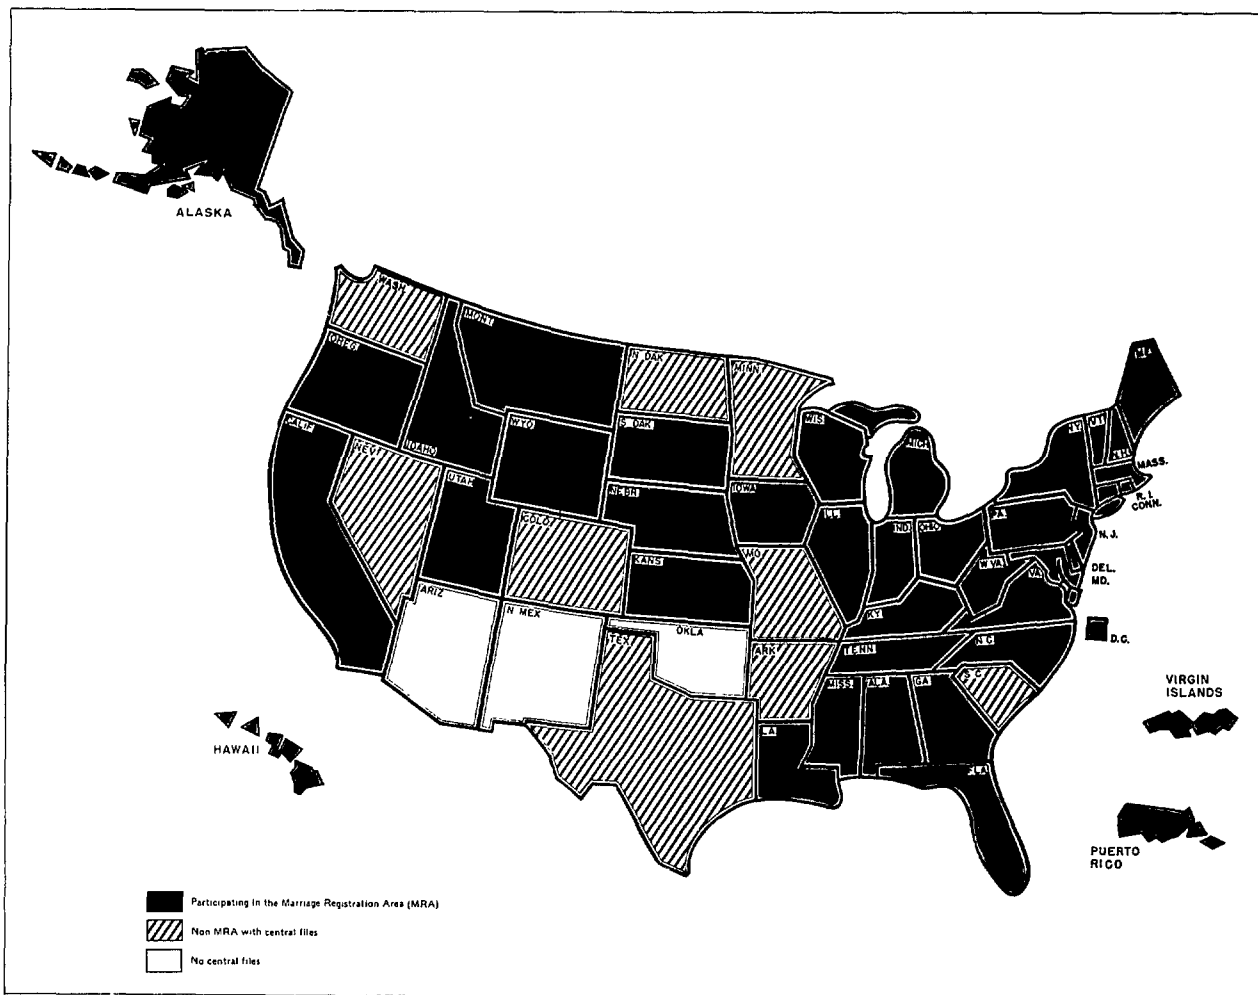 ALASKA
WASH.
MONT
N DAK
MINN
OREG
IDAHO
WYO
S DAK
WIS
MICH
N.Y.
VT
N.H.
MASS.
R.I.
CONN.
CALIF
NEV
UTAH
COLO
NEBR
IOWA
ILL
IND
OHIO
PA
N.J.
DEL.
MD.
W VA
VA
KANS
MO
KY
ARIZ
N MEX
OKLA
TEX
ARK
TENN
N C
S C
D.C.
MISS
ALA
GA
LA
FLA
HAWAII
VIRGIN
ISLANDS
PUERTO
RICO
Participating in the Marriage Registration Area (MRA)
Non MRA with central files
No central files